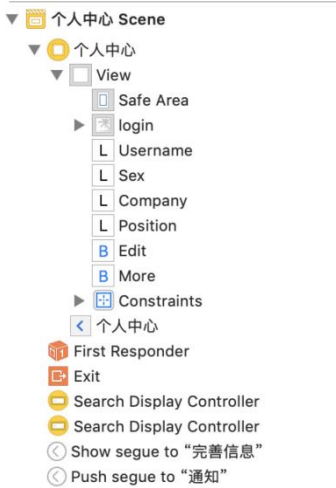 个人中心 Scene
个人中心
View
Safe Area
login
L Username
L Sex
L Company
L Position
B Edit
B More
Constraints
个人中心
First Responder
Exit
Search Display Controller
Search Display Controller
Show segue to “完善信息”
Push segue to “通知”